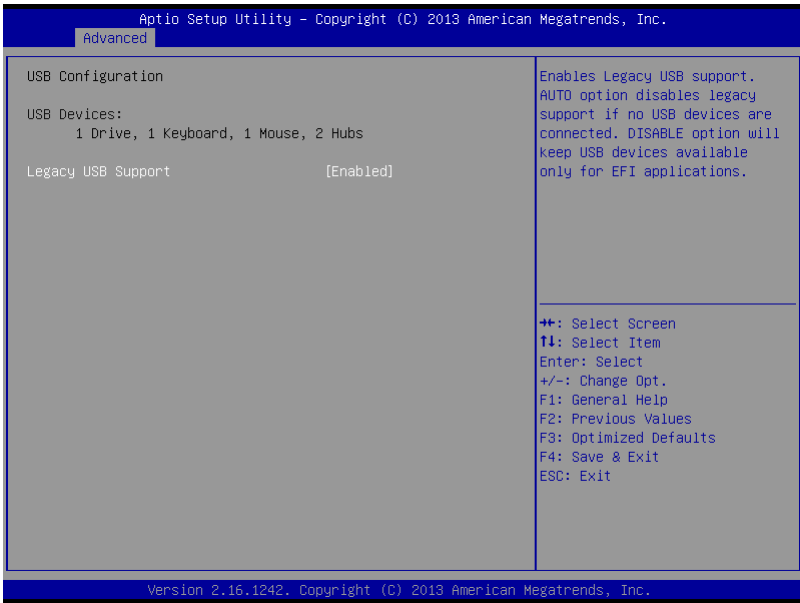 Aptio Setup Utility – Copyright (C) 2013 American Megatrends, Inc.
Advanced
USB Configuration
USB Devices:
1 Drive, 1 Keyboard, 1 Mouse, 2 Hubs
Legacy USB Support [Enabled]
Enables Legacy USB support.
AUTO option disables legacy
support if no USB devices are
connected. DISABLE option will
keep USB devices available
only for EFI applications.
→←: Select Screen
↑↓: Select Item
Enter: Select
+/-: Change Opt.
F1: General Help
F2: Previous Values
F3: Optimized Defaults
F4: Save & Exit
ESC: Exit
Version 2.16.1242. Copyright (C) 2013 American Megatrends, Inc.